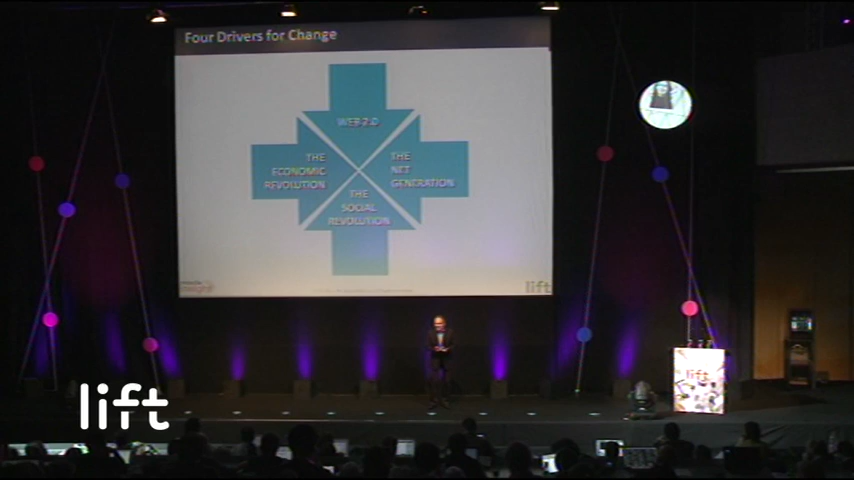 Four Drivers for Change
WEB 2.0
THE
ECONOMIC
REVOLUTION
THE
NET
GENERATION
THE
SOCIAL
REVOLUTION
lift
lift
lift